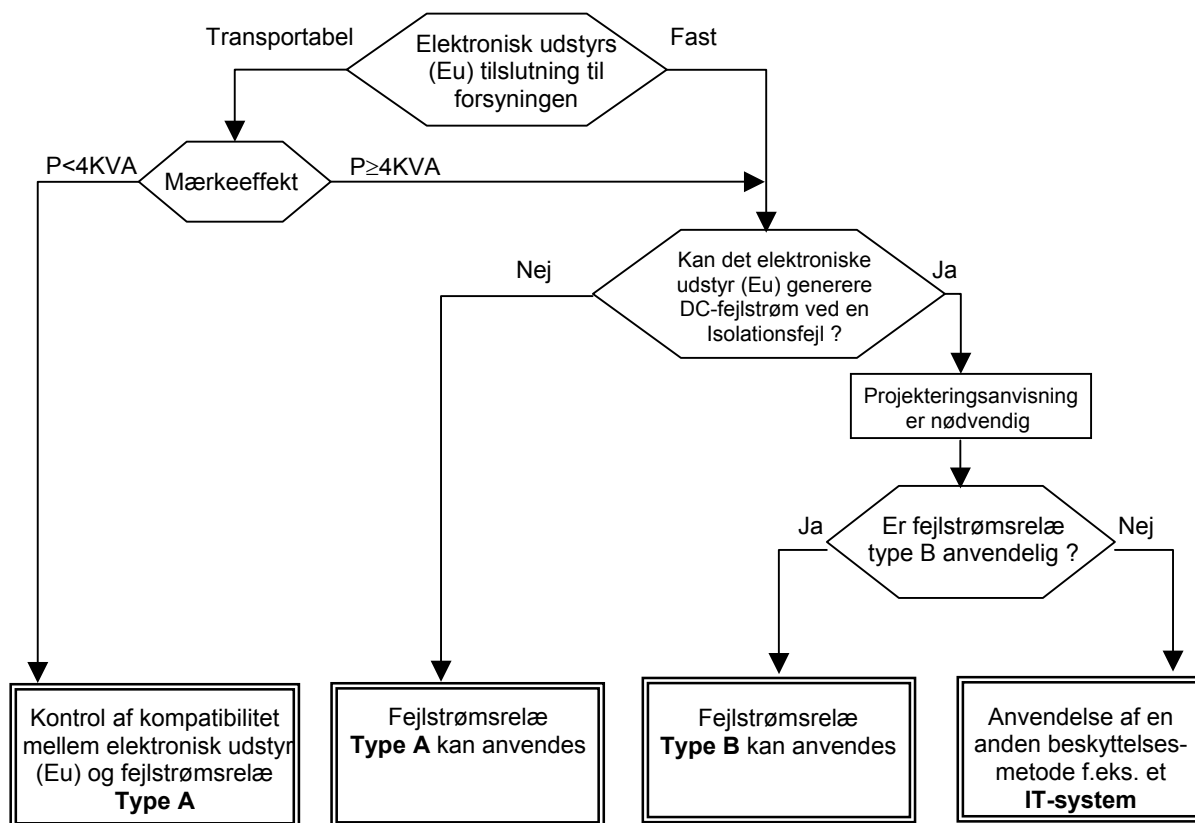 Transportabel
Elektronisk udstyrs
(Eu) tilslutning til
forsyningen
Fast
P<4KVA
Mærkeeffekt
P≥4KVA
Nej
Kan det elektroniske
udstyr (Eu) generere
DC-fejlstrøm ved en
Isolationsfejl ?
Ja
Projekteringsanvisning
er nødvendig
Ja
Er fejlstrømsrelæ
type B anvendelig ?
Nej
Kontrol af kompatibilitet
mellem elektronisk udstyr
(Eu) og fejlstrømsrelæ
Type A
Fejlstrømsrelæ
Type A kan anvendes
Fejlstrømsrelæ
Type B kan anvendes
Anvendelse af en
anden beskyttelses-
metode f.eks. et
IT-system